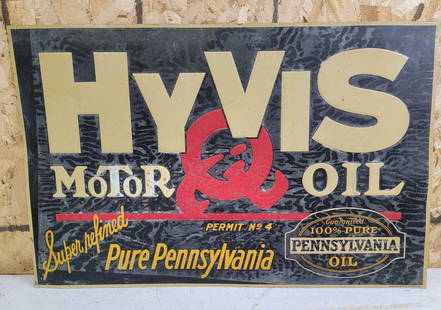 HYVIS
MOTOR OIL
Super refined
PERMIT No 4
Pure Pennsylvania
Guaranteed
100% PURE
PENNSYLVANIA
OIL